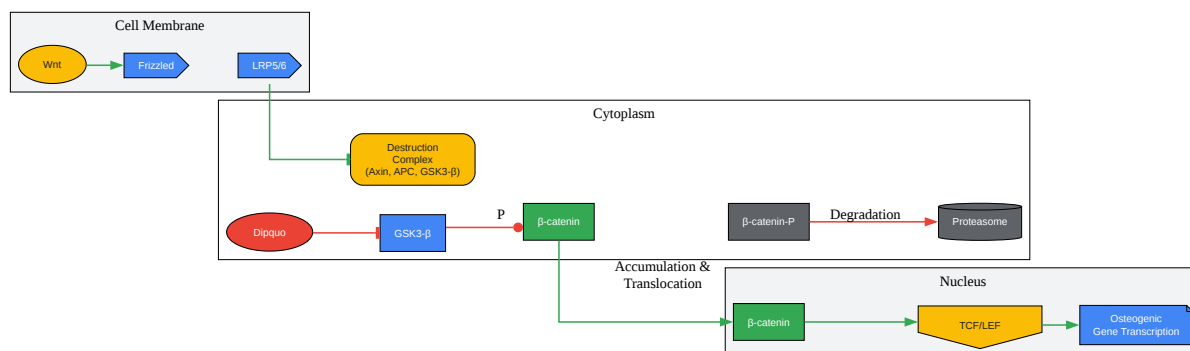 Cell Membrane
Wnt
Frizzled
LRP5/6
Cytoplasm
Destruction
Complex
(Axin, APC, GSK3-β)
Dipquo
GSK3-β
P
β-catenin
β-catenin-P
Degradation
Proteasome
Accumulation &
Translocation
Nucleus
β-catenin
TCF/LEF
Osteogenic
Gene Transcription